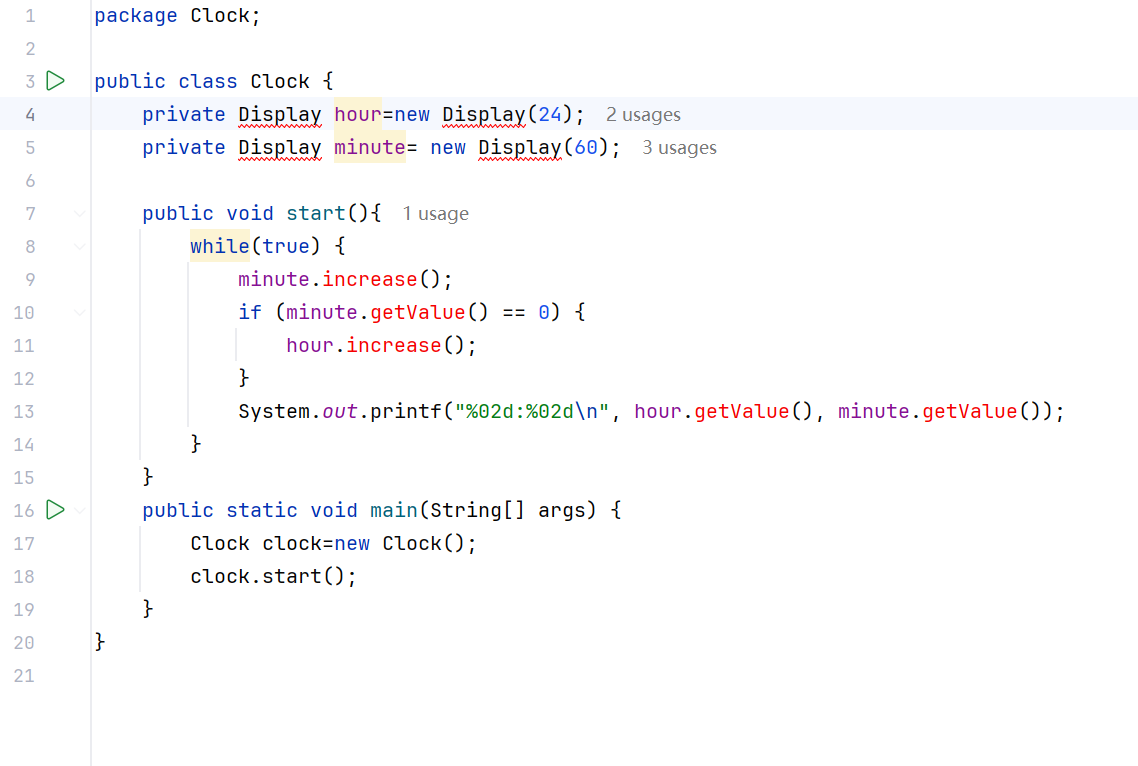 1 package Clock;
2
3 public class Clock {
4 private Display hour=new Display(24); 2 usages
5 private Display minute= new Display(60); 3 usages
6
7 public void start(){ 1 usage
8 while(true) {
9 minute.increase();
10 if (minute.getValue() == 0) {
11 hour.increase();
12 }
13 System.out.printf("%02d:%02d\n", hour.getValue(), minute.getValue());
14 }
15 }
16 public static void main(String[] args) {
17 Clock clock=new Clock();
18 clock.start();
19 }
20 }
21